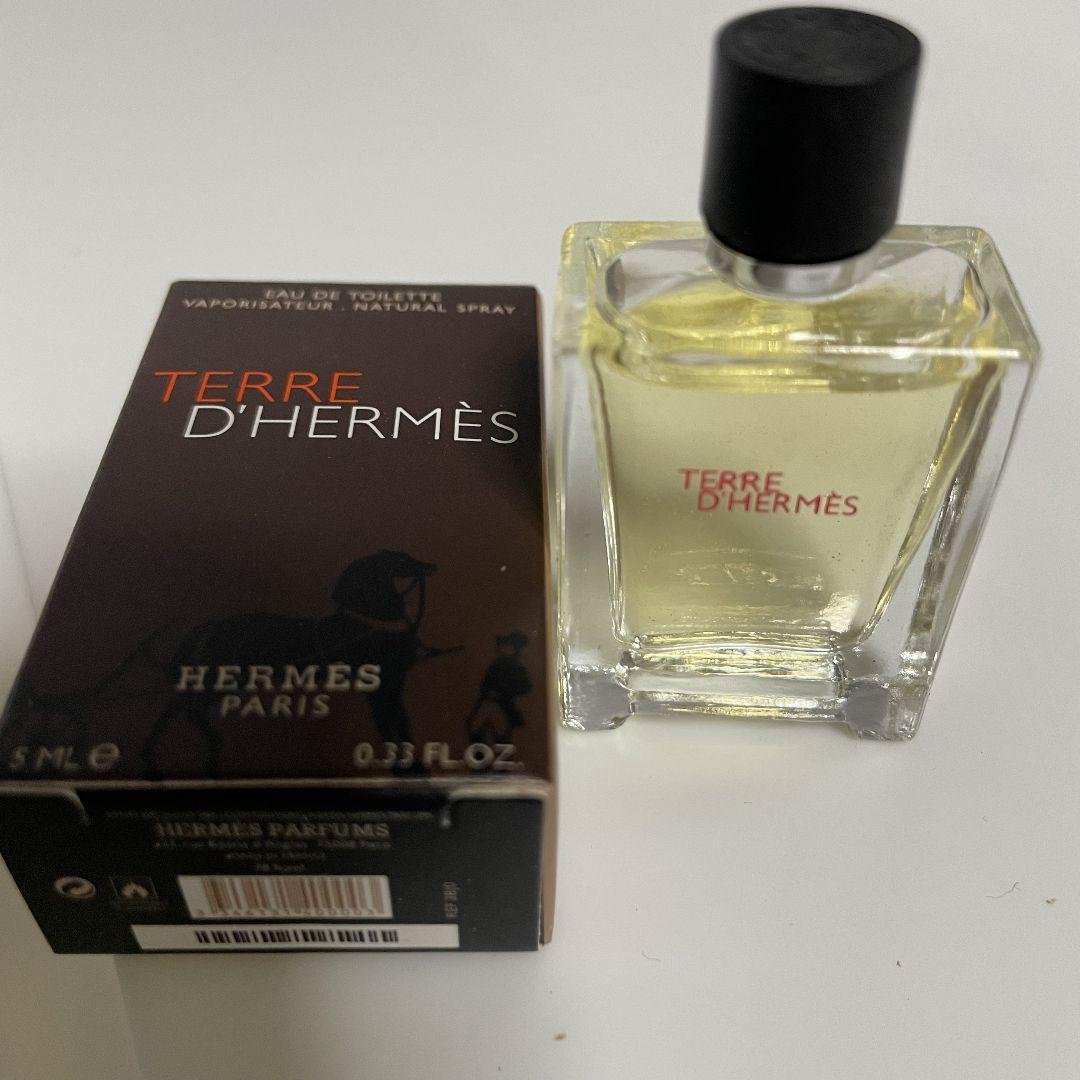 EAU DE TOILETTE
VAPORISATEUR . NATURAL SPRAY
TERRE
D'HERMÈS
HERMÈS
PARIS
5 ML e
0.33 FL.OZ.
HERMÈS PARFUMS
TERRE
D'HERMÈS